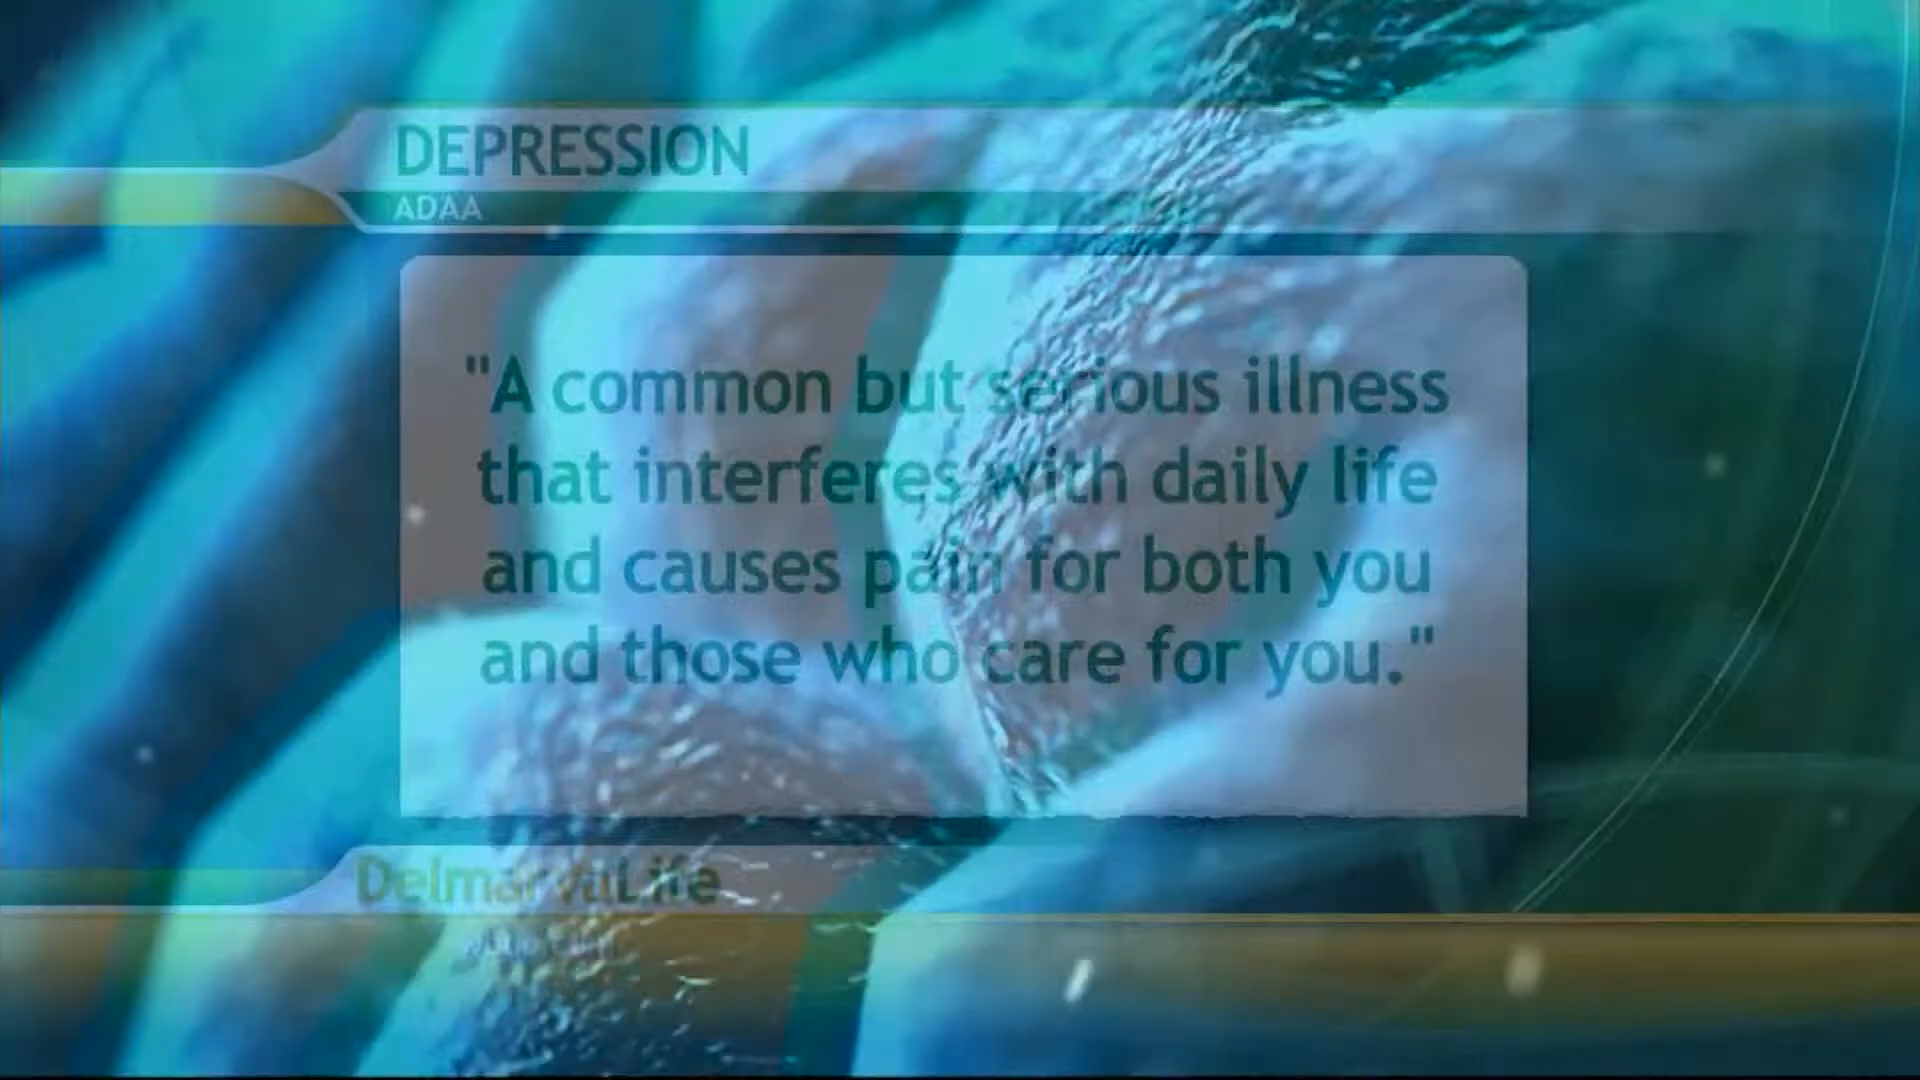 DEPRESSION
ADAA
"A common but serious illness
that interferes with daily life
and causes pain for both you
and those who care for you."
DelmarvaLife